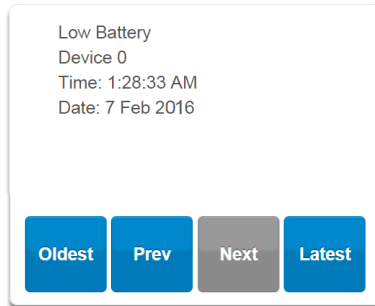 Low Battery
Device 0
Time: 1:28:33 AM
Date: 7 Feb 2016
Oldest Prev Next Latest